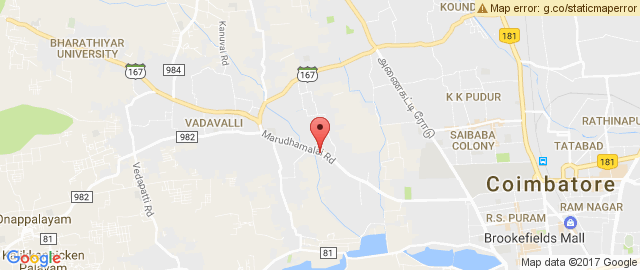 Map error: g.co/staticmaperror
KOUND
BHARATHIYAR
UNIVERSITY
Kanuvai Rd
181
167
984
167
K K PUDUR
RATHINAPU
VADAVALLI
982
Marudhamalai Rd
SAIBABA
COLONY
TATABAD
181
Vedapatti Rd
982
Coimbatore
Onappalayam
R.S. PURAM
RAM NAGAR
81
81
Brookefields Mall
Google
Palayam
Map data ©2017 Google